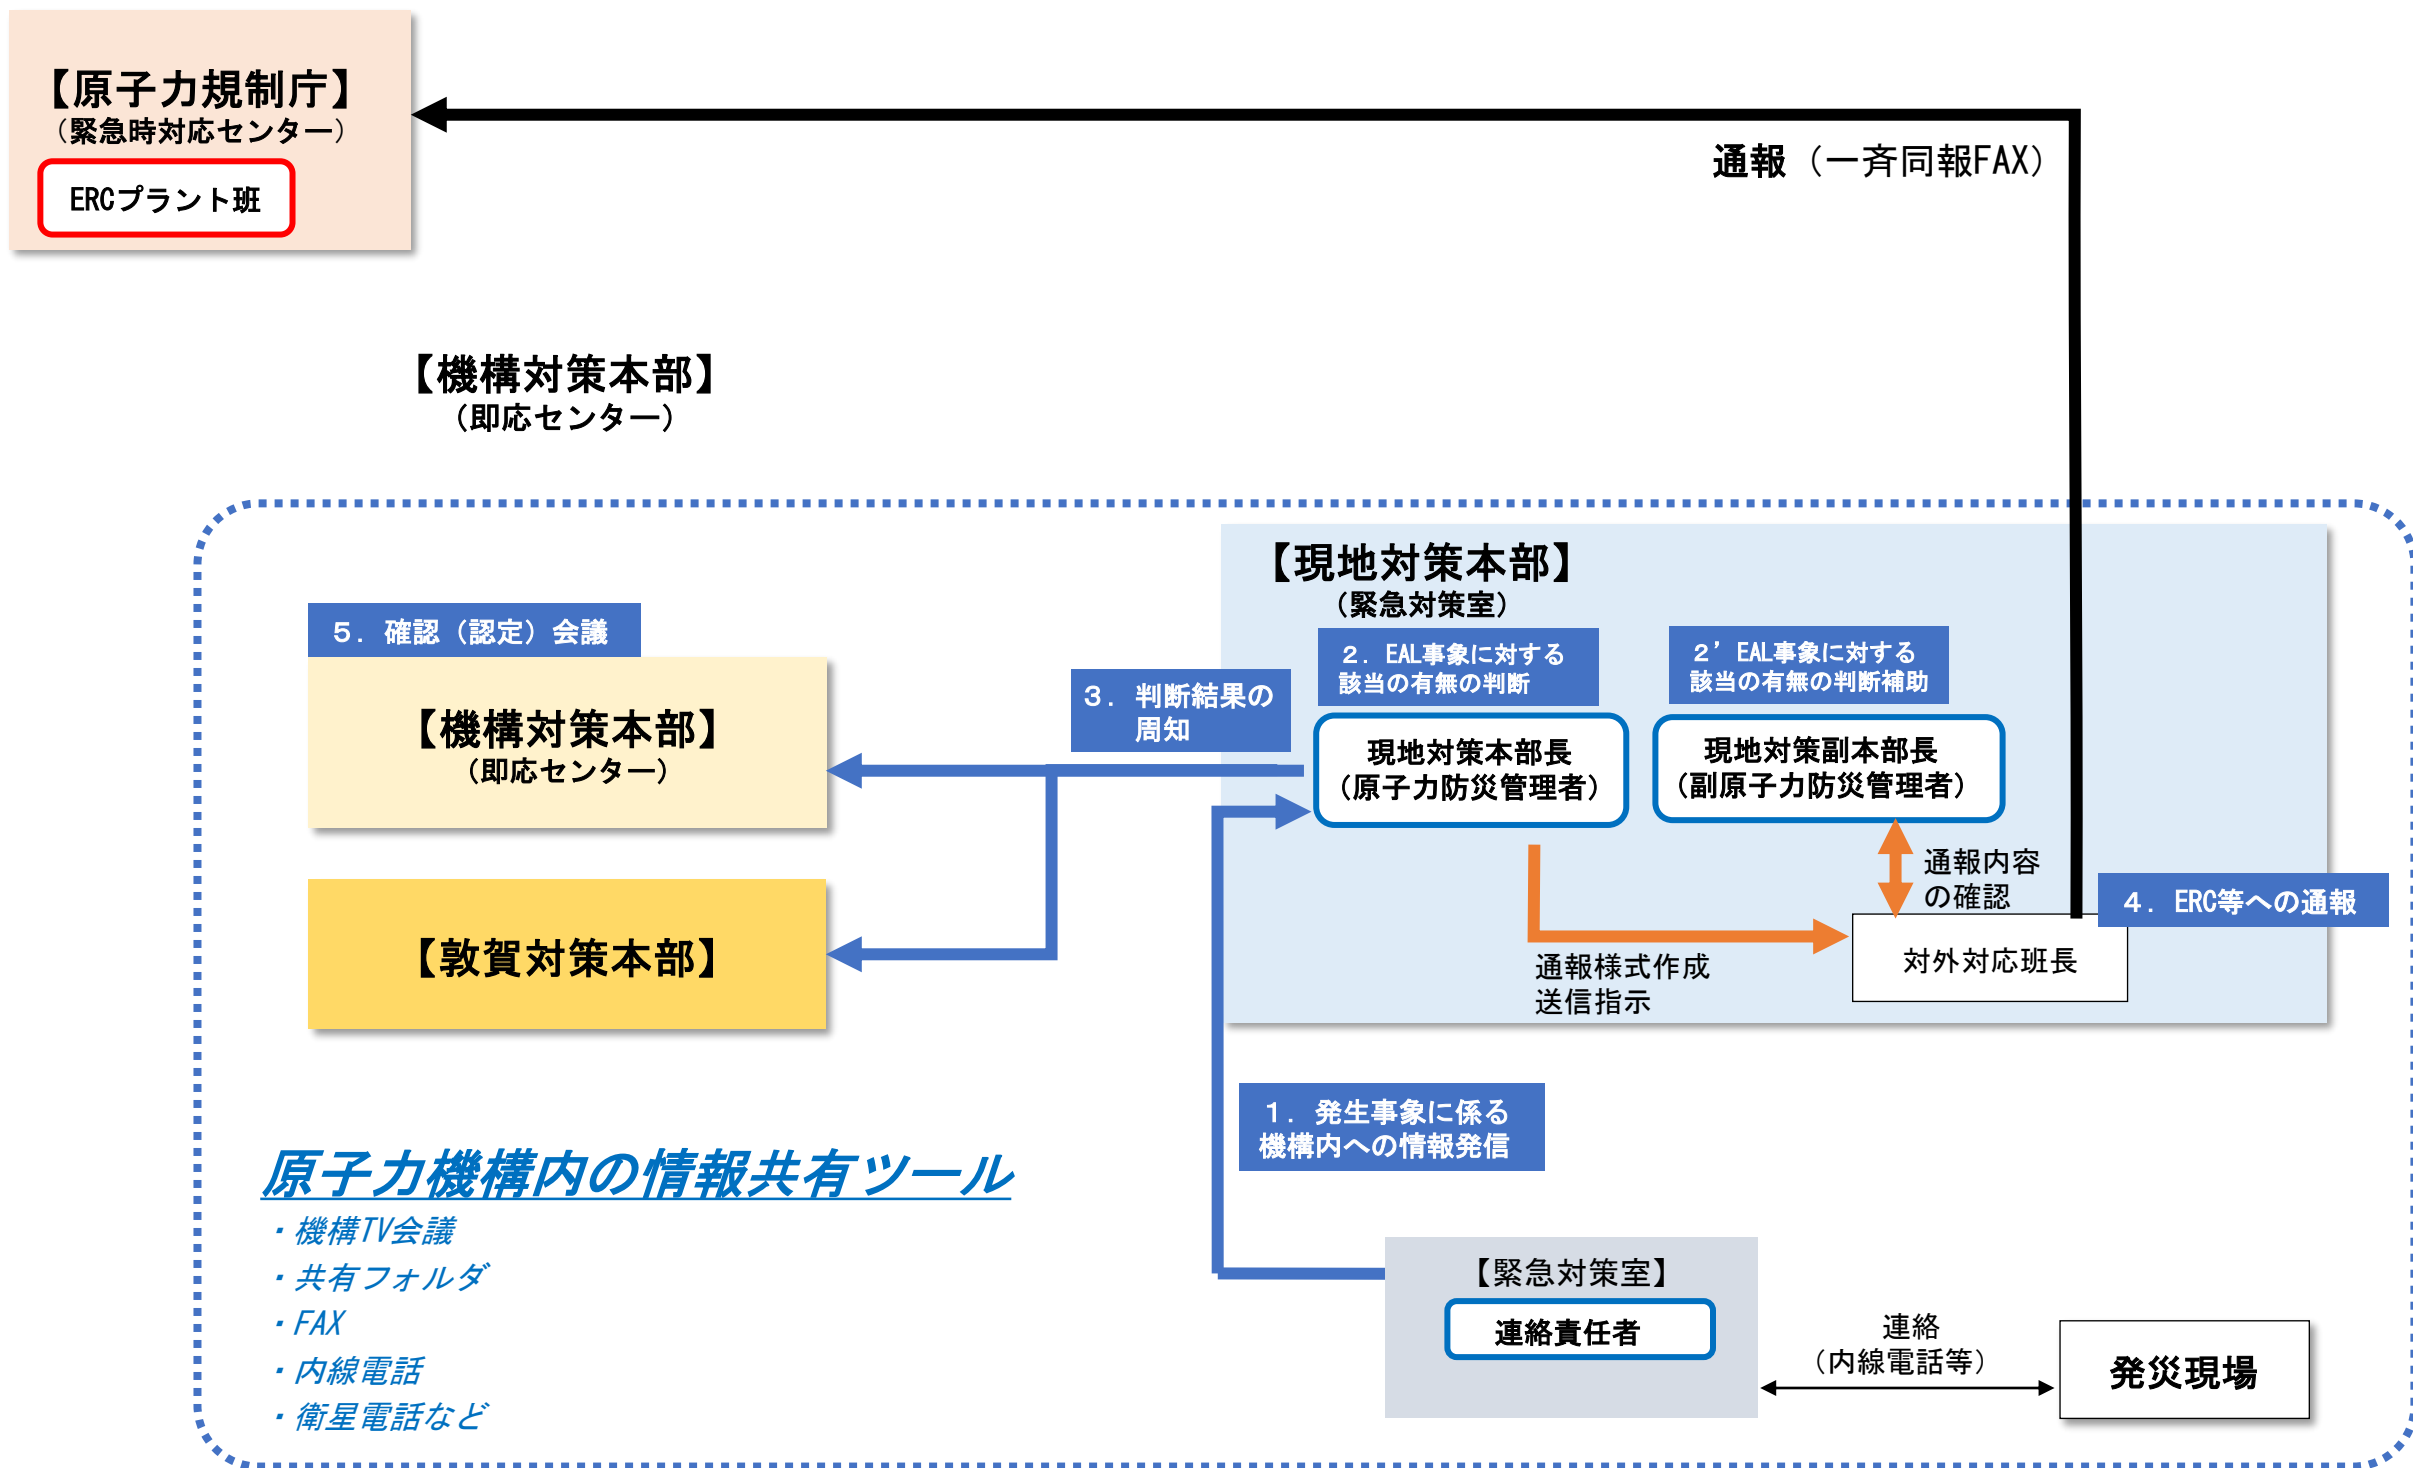 【原子力規制庁】
（緊急時対応センター）
ERCプラント班
通報（一斉同報FAX）
【機構対策本部】
（即応センター）
【現地対策本部】
（緊急対策室）
5．確認（認定）会議
【機構対策本部】
（即応センター）
【敦賀対策本部】
3．判断結果の
周知
2．EAL事象に対する
該当の有無の判断
現地対策本部長
（原子力防災管理者）
2’EAL事象に対する
該当の有無の判断補助
現地対策副本部長
（副原子力防災管理者）
通報内容
の確認
4．ERC等への通報
対外対応班長
通報様式作成
送信指示
1．発生事象に係る
機構内への情報発信
原子力機構内の情報共有ツール
・機構TV会議
・共有フォルダ
・FAX
・内線電話
・衛星電話など
【緊急対策室】
連絡責任者
連絡
（内線電話等）
発災現場